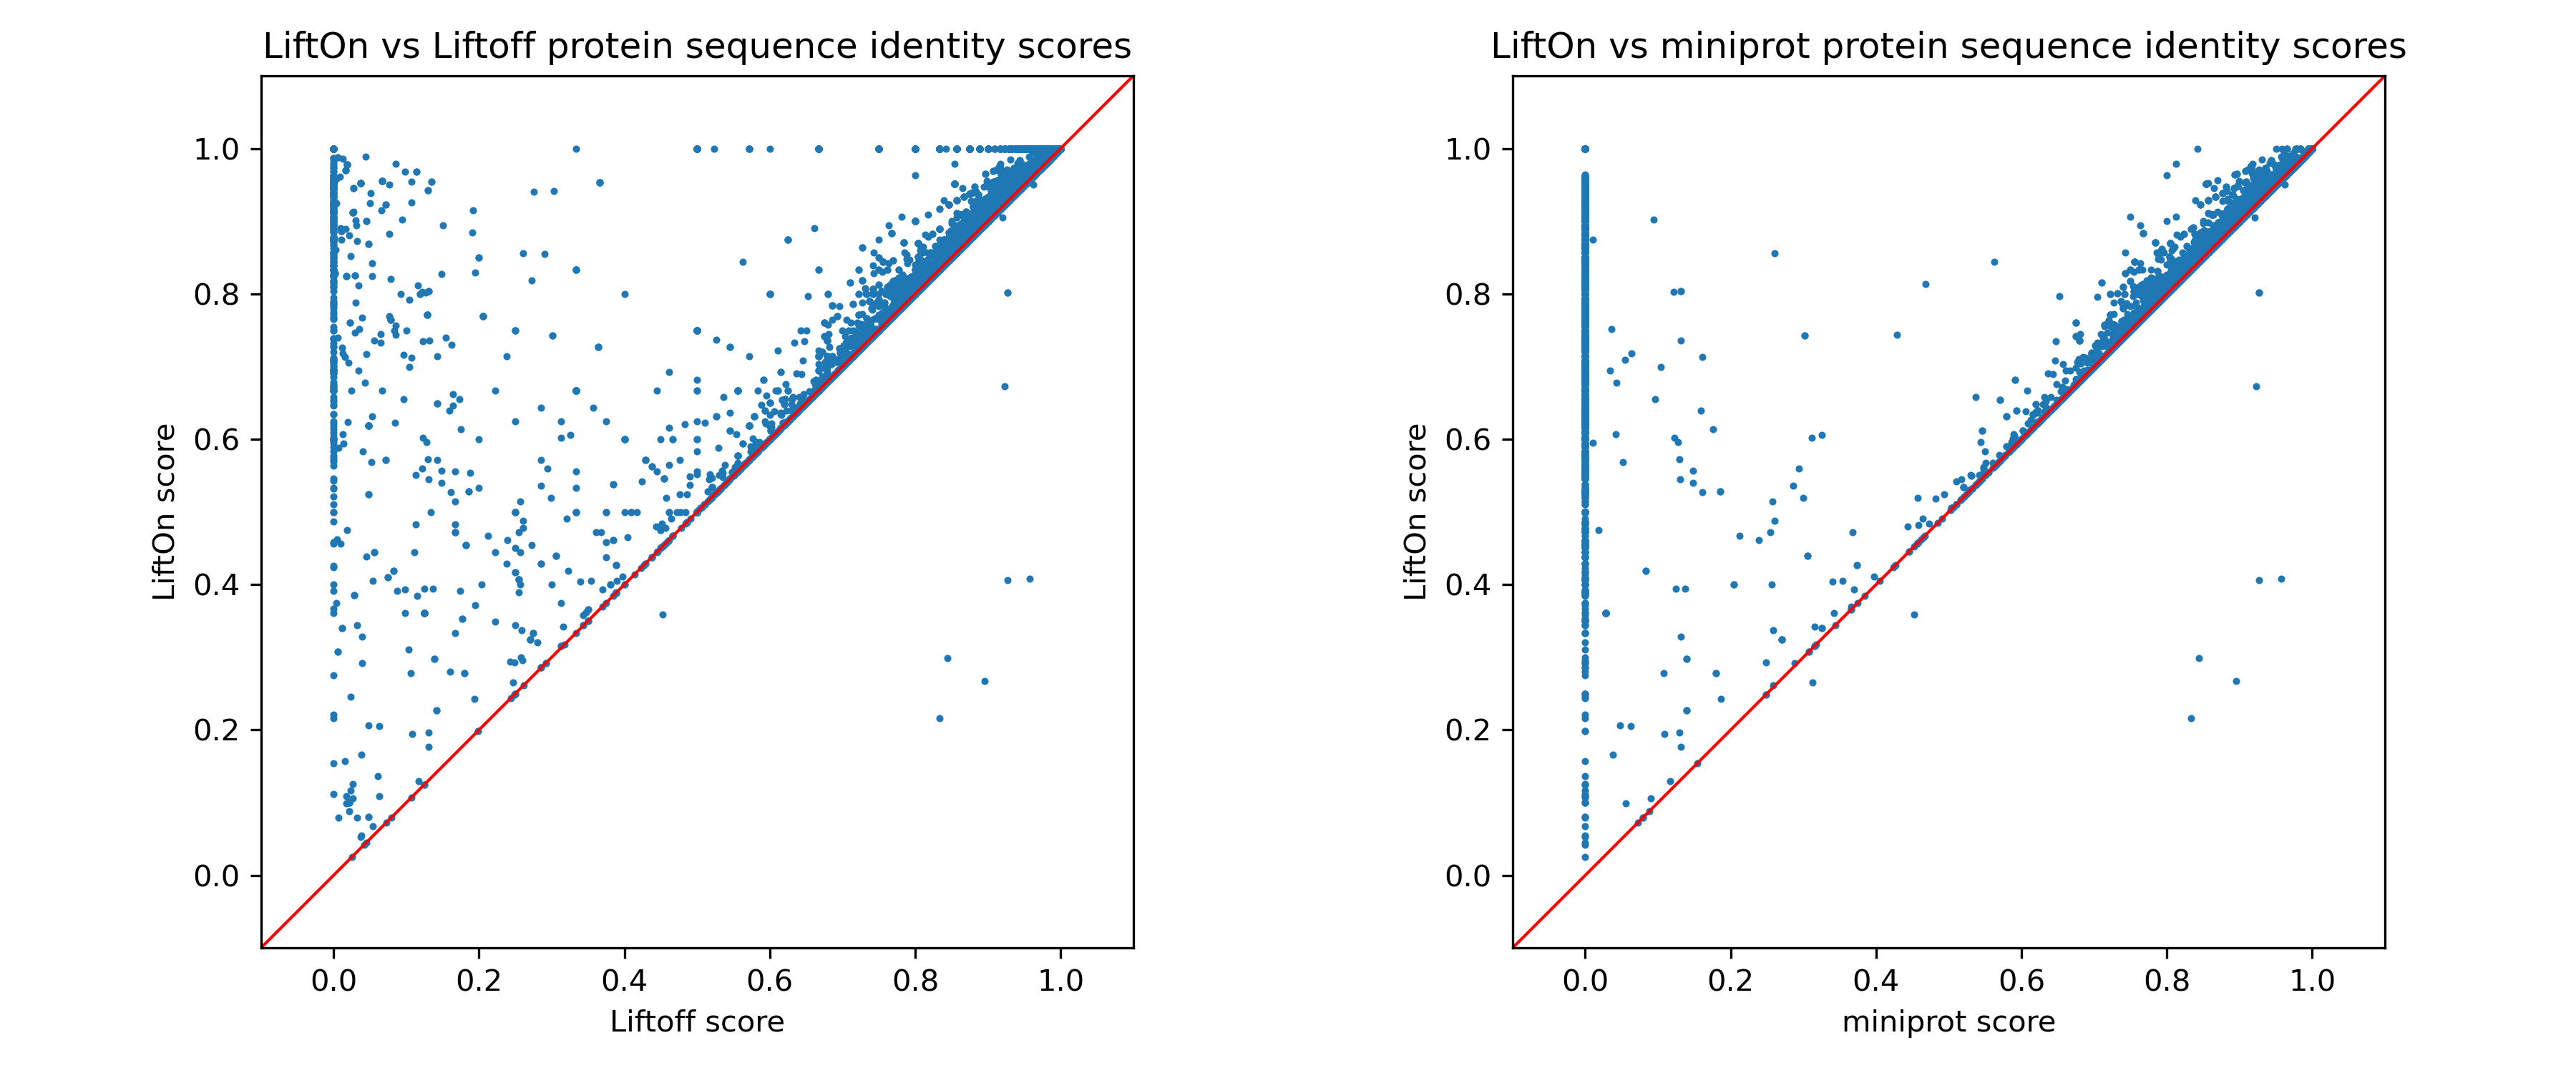 LiftOn vs Liftoff protein sequence identity scores
1.0
0.8
0.6
0.4
0.2
0.0
LiftOn score
0.0 0.2 0.4 0.6 0.8 1.0
Liftoff score
LiftOn vs miniprot protein sequence identity scores
1.0
0.8
0.6
0.4
0.2
0.0
LiftOn score
0.0 0.2 0.4 0.6 0.8 1.0
miniprot score